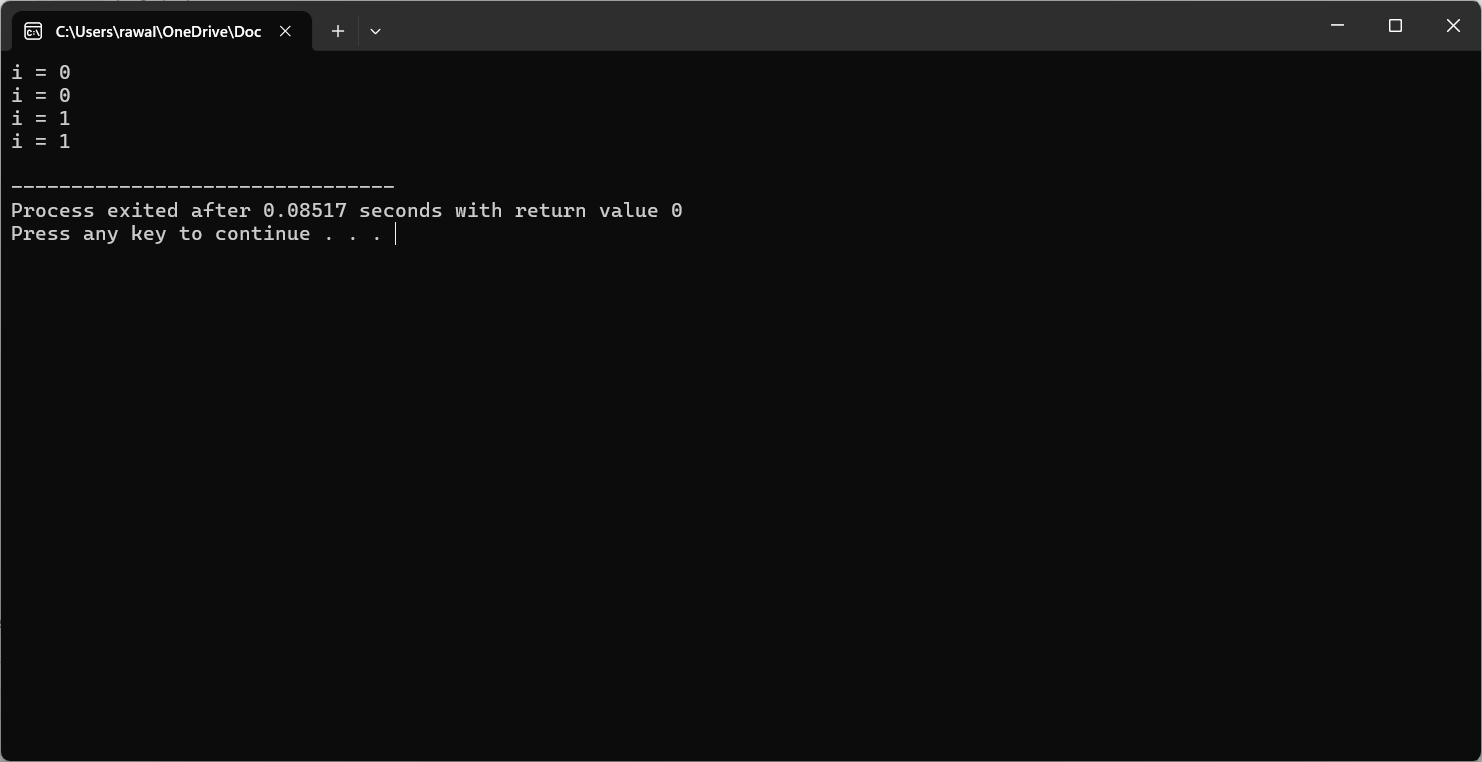 C:\Users\rawal\OneDrive\Doc
i = 0
i = 0
i = 1
i = 1
--------------------------------
Process exited after 0.08517 seconds with return value 0
Press any key to continue . . .